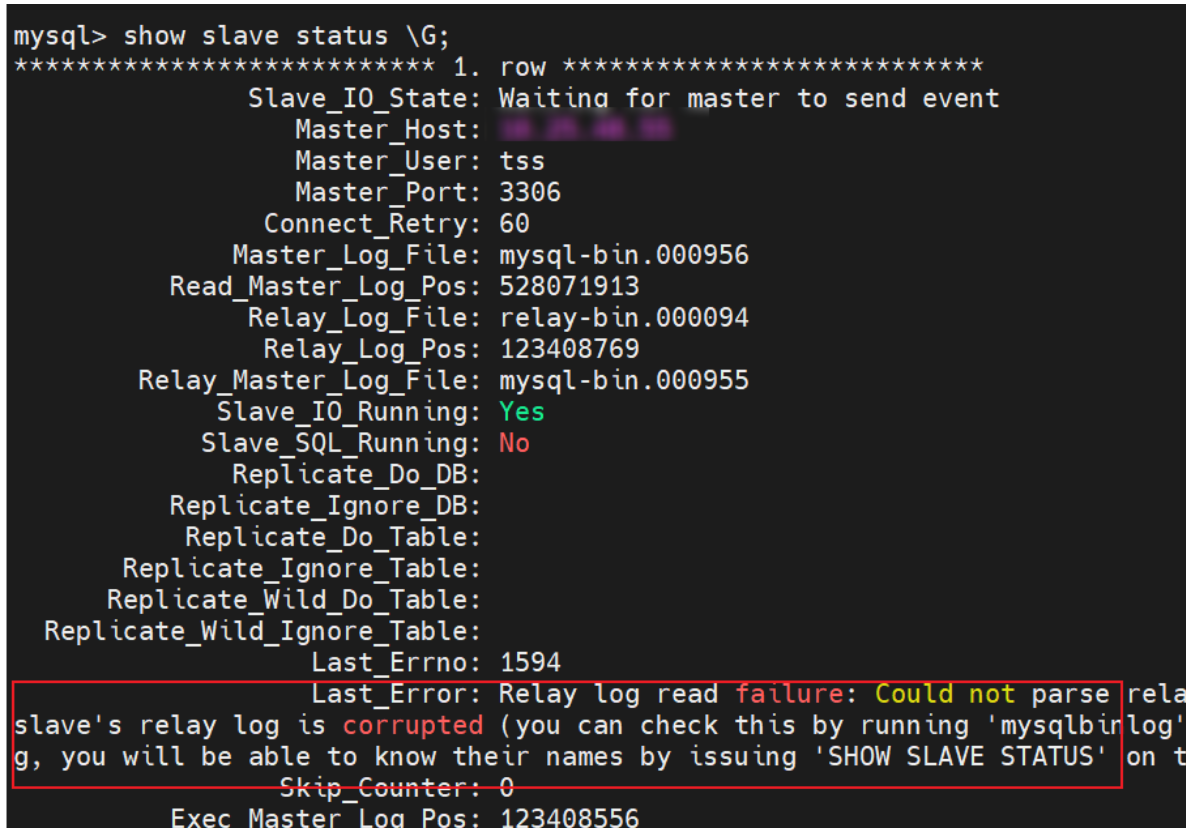 mysql> show slave status \G;
*************************** 1. row ***************************
Slave_IO_State: Waiting for master to send event
Master_Host:
Master_User: tss
Master_Port: 3306
Connect_Retry: 60
Master_Log_File: mysql-bin.000956
Read_Master_Log_Pos: 528071913
Relay_Log_File: relay-bin.000094
Relay_Log_Pos: 123408769
Relay_Master_Log_File: mysql-bin.000955
Slave_IO_Running: Yes
Slave_SQL_Running: No
Replicate_Do_DB:
Replicate_Ignore_DB:
Replicate_Do_Table:
Replicate_Ignore_Table:
Replicate_Wild_Do_Table:
Replicate_Wild_Ignore_Table:
Last_Errno: 1594
Last_Error: Relay log read failure: Could not parse rela
slave's relay log is corrupted (you can check this by running 'mysqlbinlog'
g, you will be able to know their names by issuing 'SHOW SLAVE STATUS' on t
Skip_Counter: 0
Exec_Master_Log_Pos: 123408556